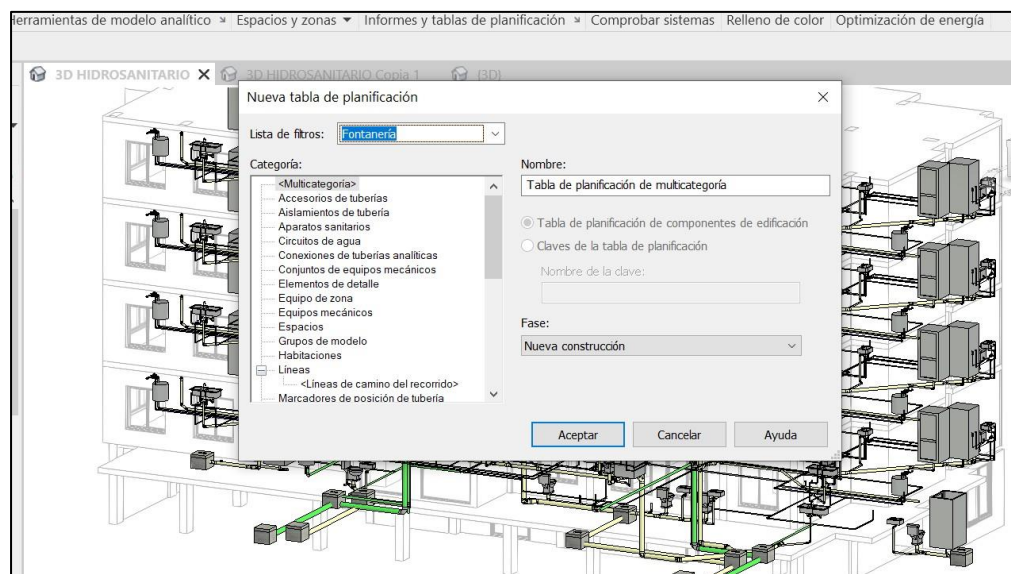 Herramientas de modelo analítico Espacios y zonas Informes y tablas de planificación Comprobar sistemas Relleno de color Optimización de energía
3D HIDROSANITARIO 3D HIDROSANITARIO Copia 1 {3D}
Nueva tabla de planificación
Lista de filtros: Fontanería
Categoría:
<Multicategoría>
Accesorios de tuberías
Aislamientos de tubería
Aparatos sanitarios
Circuitos de agua
Conexiones de tuberías analíticas
Conjuntos de equipos mecánicos
Elementos de detalle
Equipo de zona
Equipos mecánicos
Espacios
Grupos de modelo
Habitaciones
Líneas
<Líneas de camino del recorrido>
Marcadores de posición de tubería
Nombre:
Tabla de planificación de multicategoría
Tabla de planificación de componentes de edificación
Claves de la tabla de planificación
Nombre de la clave:
Fase:
Nueva construcción
Aceptar Cancelar Ayuda